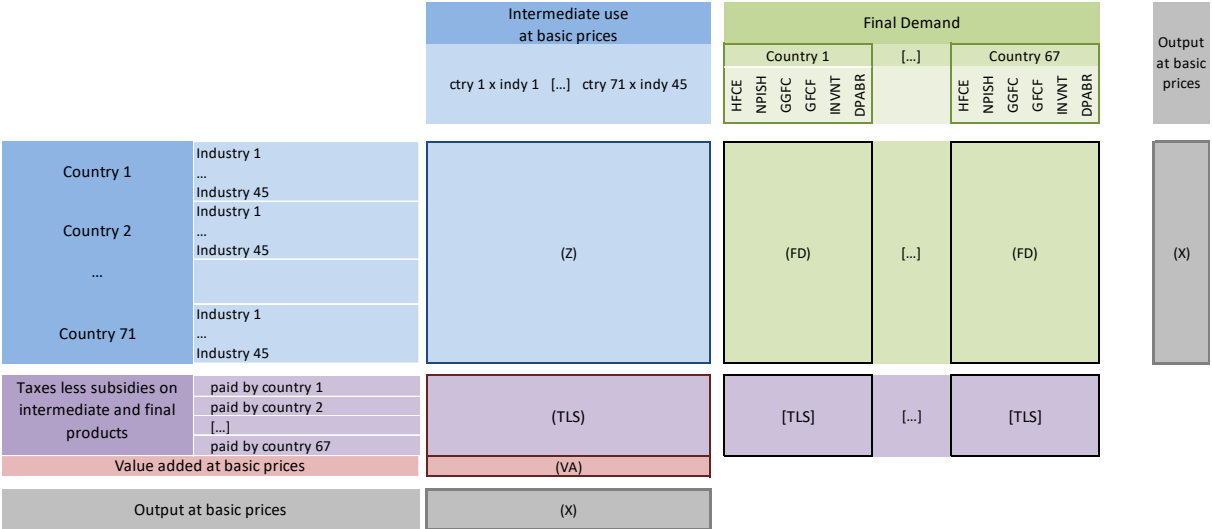 Intermediate use
at basic prices
Final Demand
Output
at basic
prices
Country 1
[...]
Country 67
ctry 1 x indy 1 [...] ctry 71 x indy 45
HFCE
NPISH
GGFC
GFCF
INVNT
DPABR
HFCE
NPISH
GGFC
GFCF
INVNT
DPABR
Country 1
Industry 1
...
Industry 45
Country 2
Industry 1
...
Industry 45
...
Country 71
Industry 1
...
Industry 45
(Z)
(FD)
[...]
(FD)
(X)
Taxes less subsidies on
intermediate and final
products
paid by country 1
paid by country 2
[...]
paid by country 67
(TLS)
[TLS]
[...]
[TLS]
Value added at basic prices
(VA)
Output at basic prices
(X)